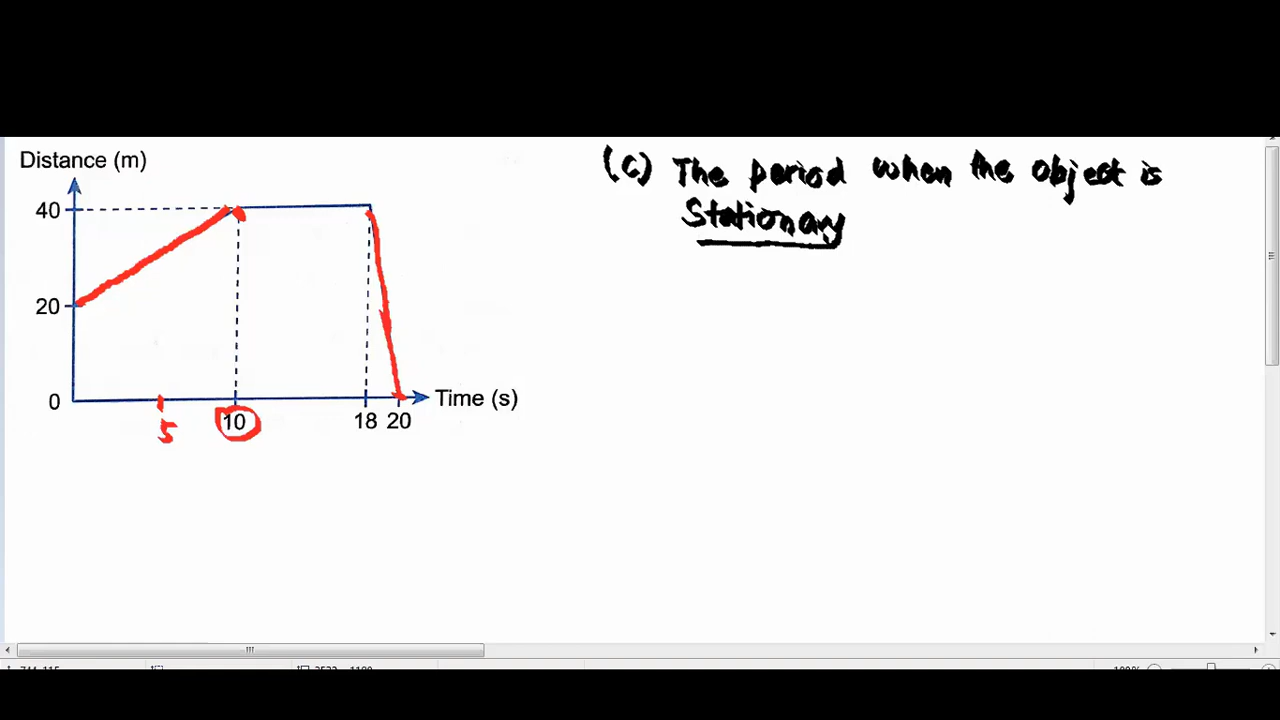 Distance (m)
(c) The period when the object is
Stationary
40
20
0
Time (s)
5
10
18
20